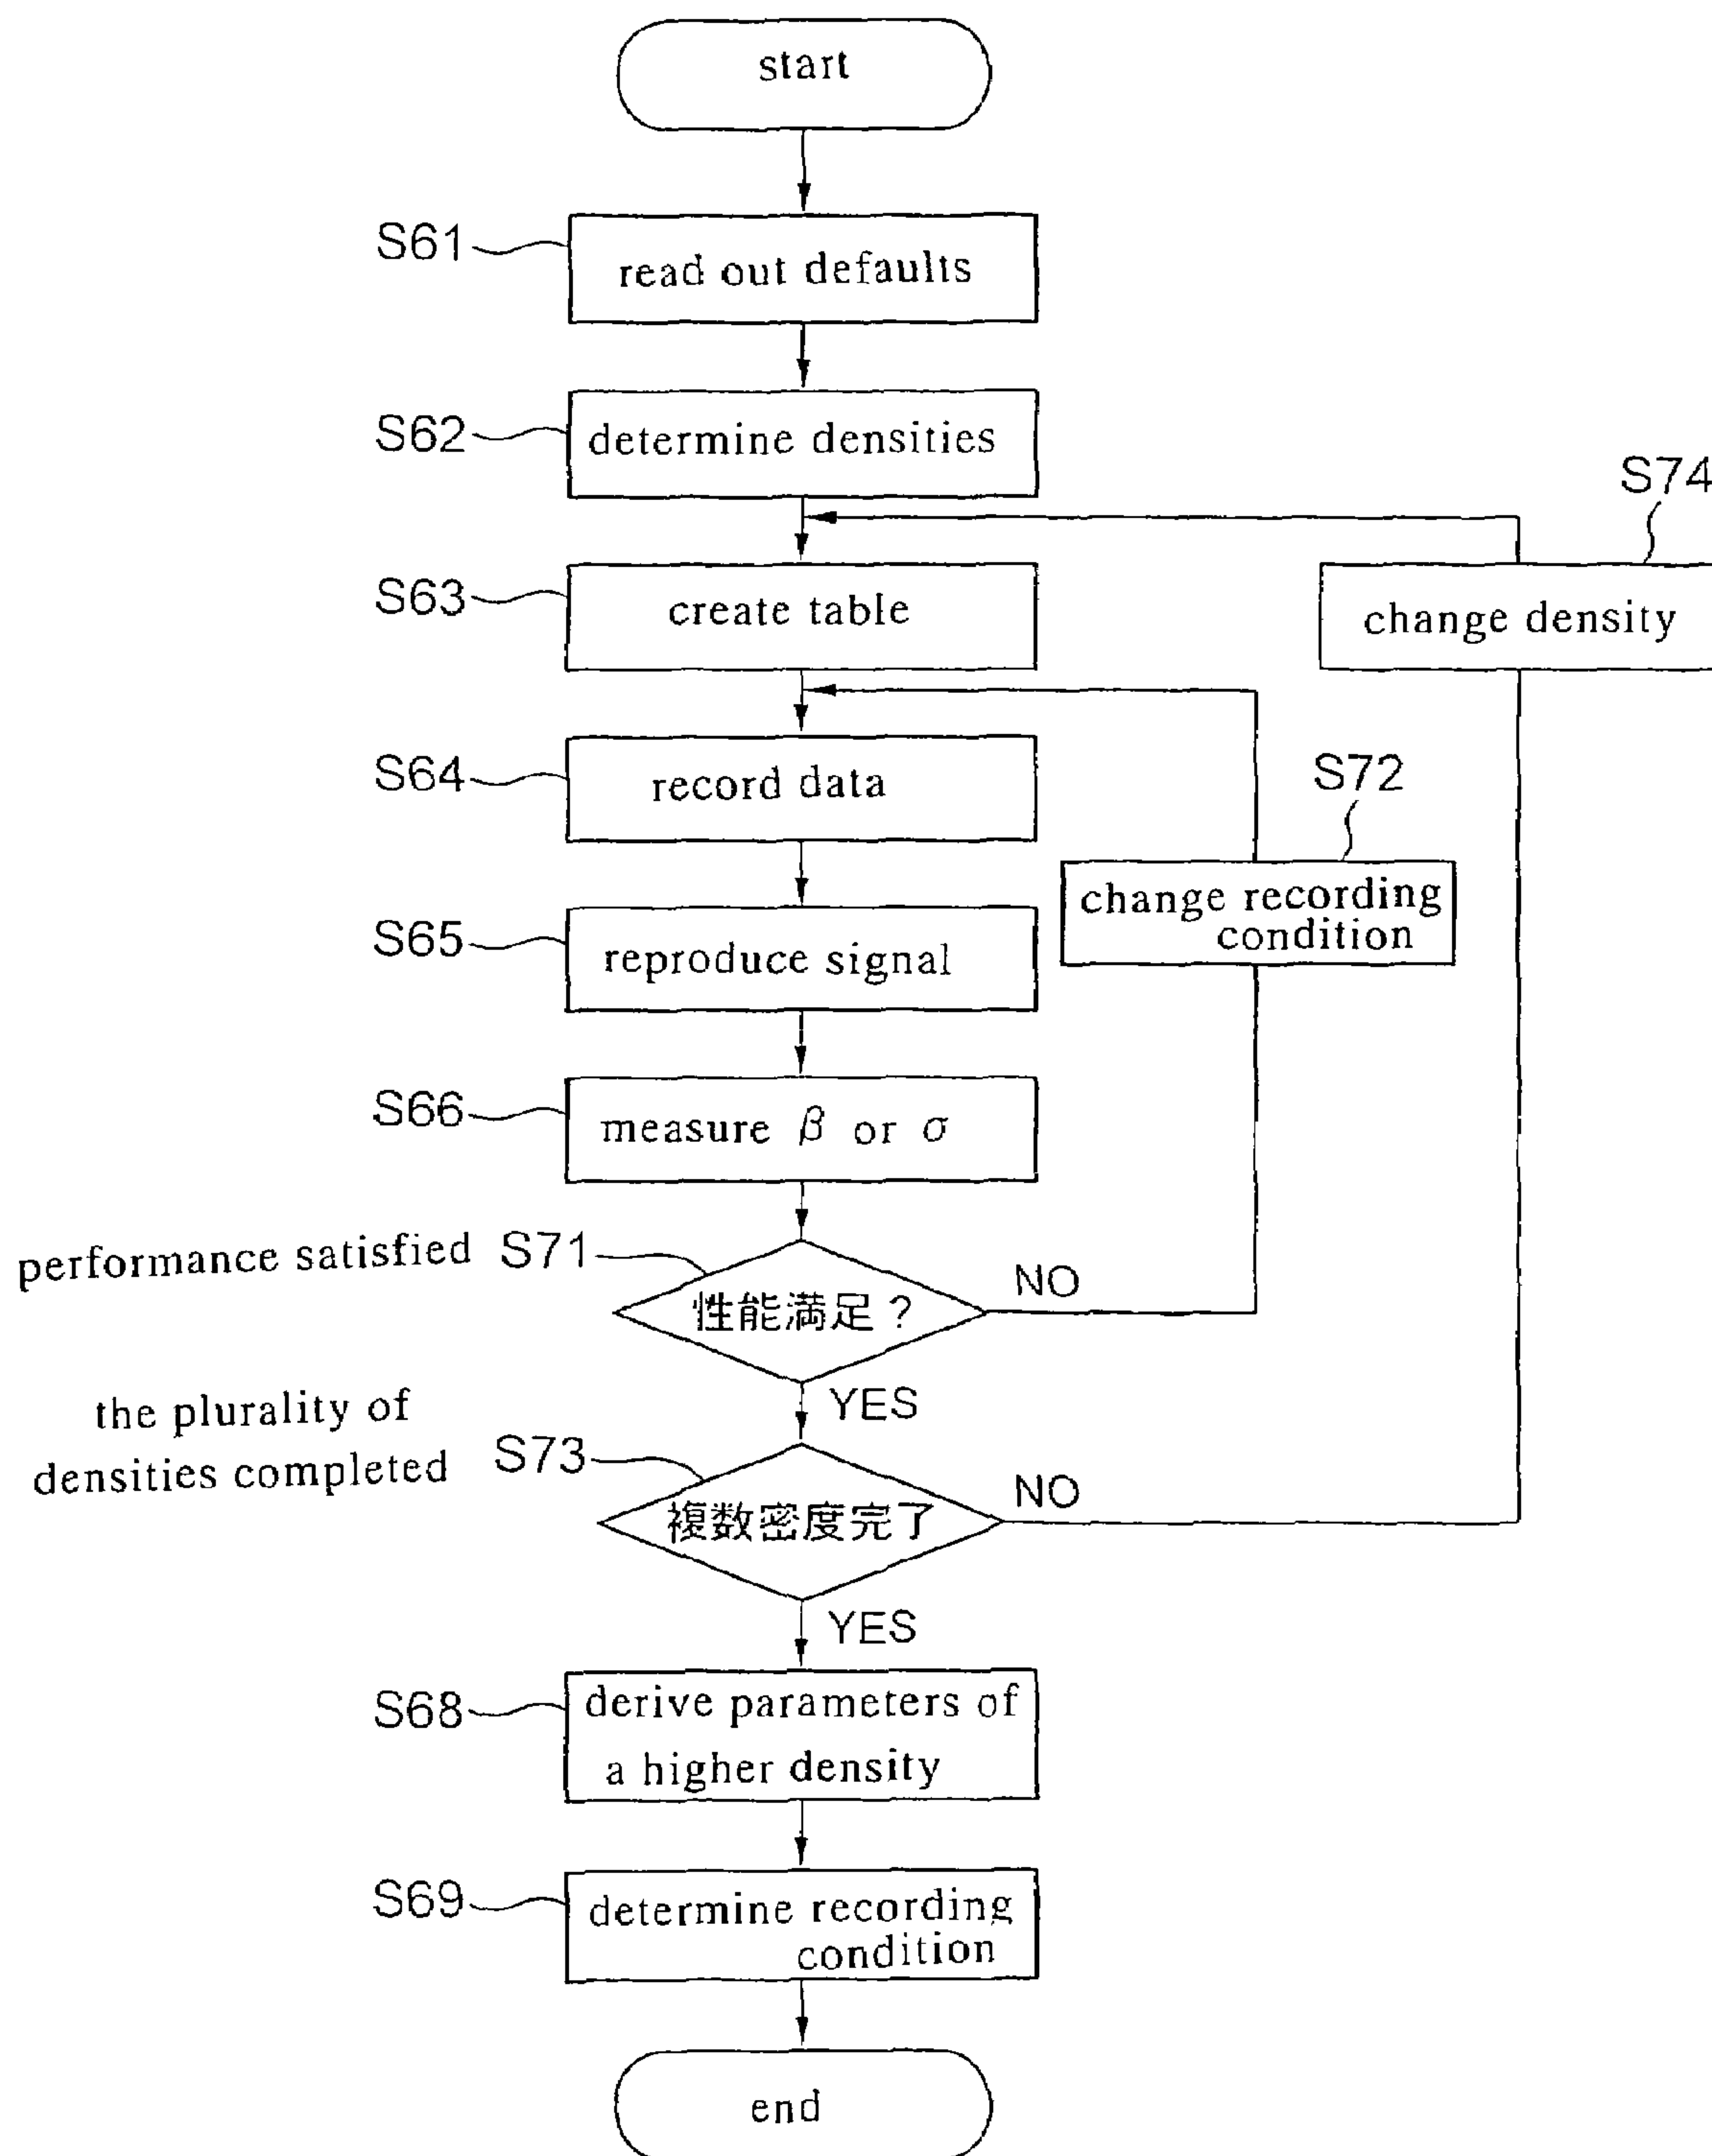 start
S61
read out defaults
S62
determine densities
S74
S63
create table
change density
S64
record data
S72
change recording
condition
S65
reproduce signal
S66
measure β or σ
performance satisfied
S71
性能満足？
NO
YES
the plurality of
densities completed
S73
複数密度完了
NO
YES
S68
derive parameters of
a higher density
S69
determine recording
condition
end